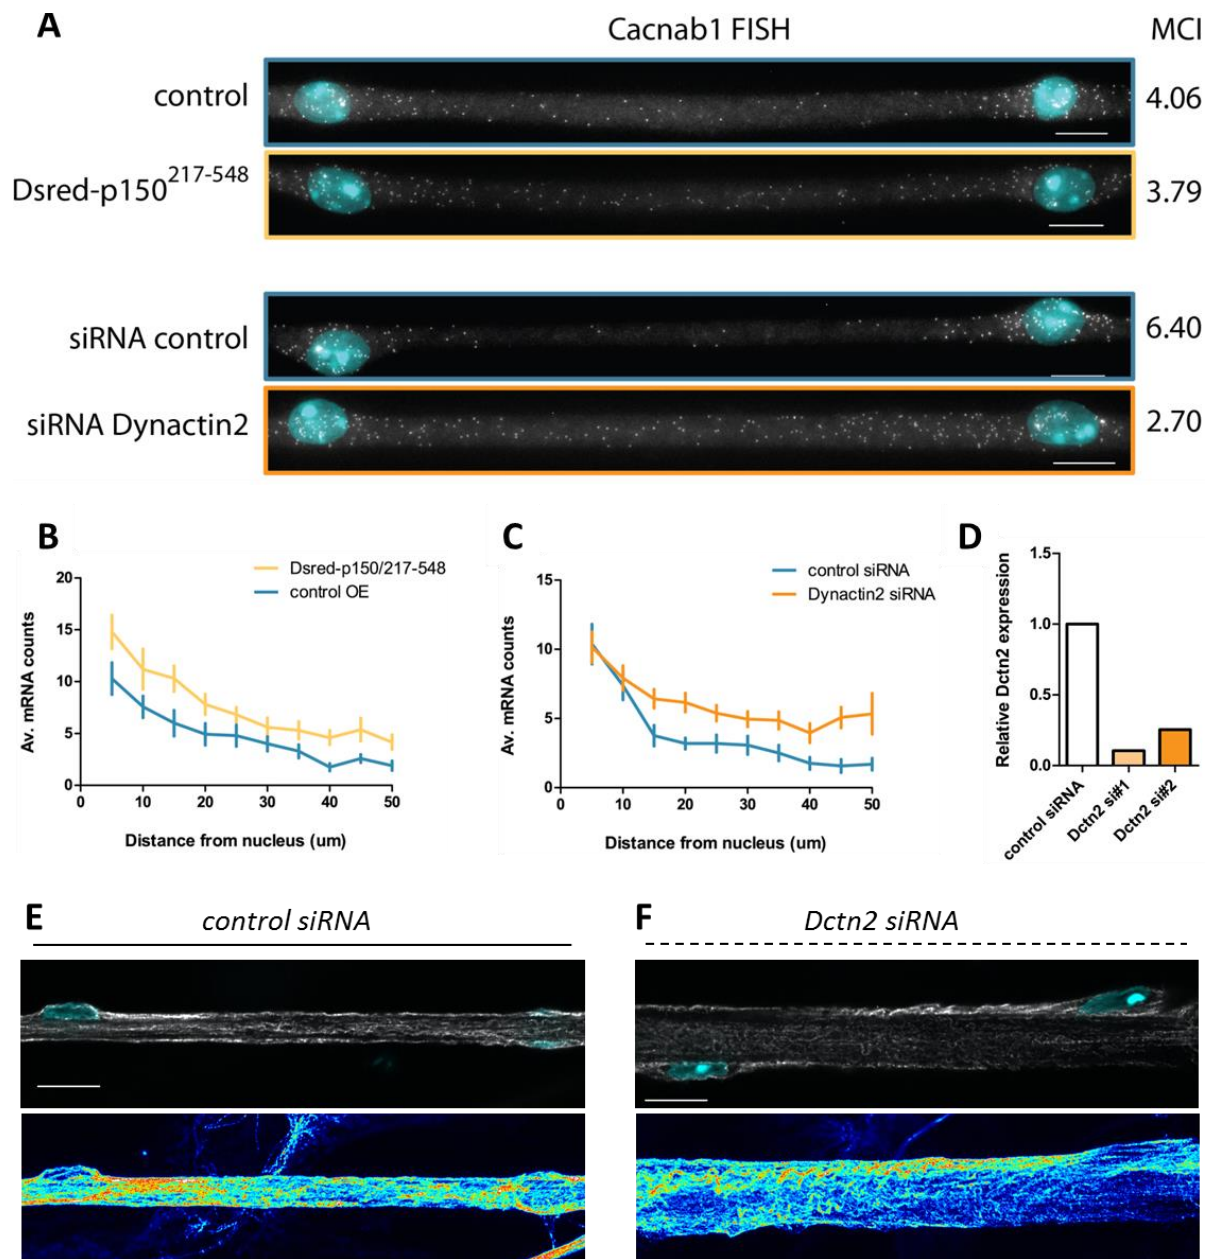 A
Cacnab1 FISH
MCI
control
4.06
Dsred-p150217-548
3.79
siRNA control
6.40
siRNA Dynactin2
2.70
B
Dsred-p150/217-548
control OE
Av. mRNA counts
20
15
10
5
0
0 10 20 30 40 50
Distance from nucleus (um)
C
control siRNA
Dynactin2 siRNA
Av. mRNA counts
15
10
5
0
0 10 20 30 40 50
Distance from nucleus (um)
D
Relative Dctn2 expression
1.5
1.0
0.5
0.0
control siRNA
Dctn2 si#1
Dctn2 si#2
E
control siRNA
F
Dctn2 siRNA